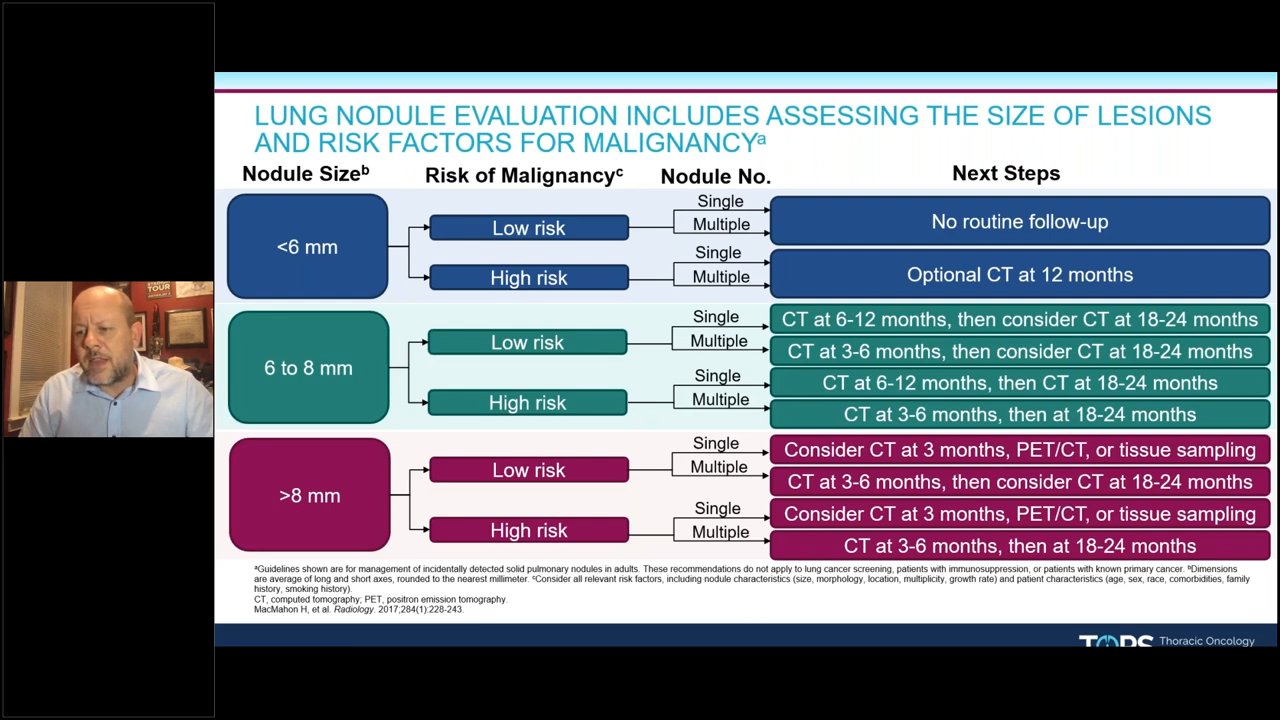 LUNG NODULE EVALUATION INCLUDES ASSESSING THE SIZE OF LESIONS
AND RISK FACTORS FOR MALIGNANCYᵃ
Nodule Sizeᵇ
Risk of Malignancyᶜ
Nodule No.
Next Steps
<6 mm
Low risk
Single
Multiple
No routine follow-up
High risk
Single
Multiple
Optional CT at 12 months
6 to 8 mm
Low risk
Single
CT at 6-12 months, then consider CT at 18-24 months
Multiple
CT at 3-6 months, then consider CT at 18-24 months
High risk
Single
CT at 6-12 months, then CT at 18-24 months
Multiple
CT at 3-6 months, then at 18-24 months
>8 mm
Low risk
Single
Consider CT at 3 months, PET/CT, or tissue sampling
Multiple
CT at 3-6 months, then consider CT at 18-24 months
High risk
Single
Consider CT at 3 months, PET/CT, or tissue sampling
Multiple
CT at 3-6 months, then at 18-24 months
ᵃGuidelines shown are for management of incidentally detected solid pulmonary nodules in adults. These recommendations do not apply to lung cancer screening, patients with immunosuppression, or patients with known primary cancer. ᵇDimensions
are average of long and short axes, rounded to the nearest millimeter. ᶜConsider all relevant risk factors, including nodule characteristics (size, morphology, location, multiplicity, growth rate) and patient characteristics (age, sex, race, comorbidities, family
history, smoking history).
CT, computed tomography; PET, positron emission tomography.
MacMahon H, et al. Radiology. 2017;284(1):228-243.
TOPS
Thoracic Oncology
TOUR